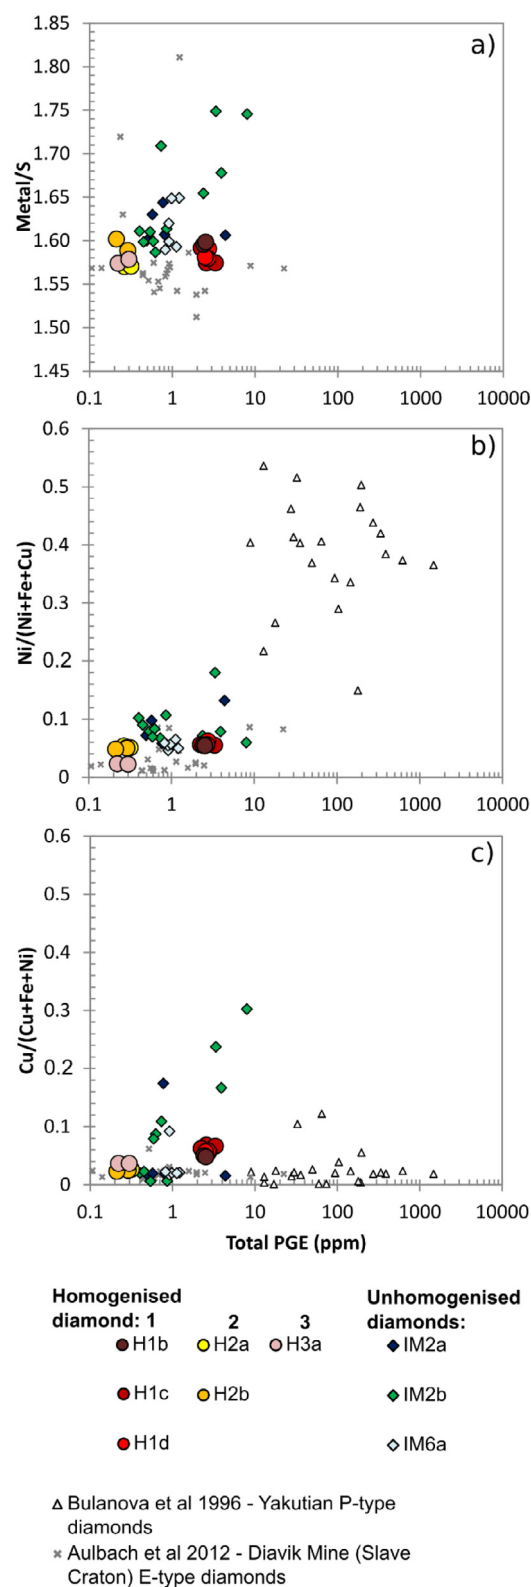 a)
1.85
1.80
1.75
1.70
1.65
1.60
1.55
1.50
1.45
Metal/S
0.1 1 10 100 1000 10000
b)
0.6
0.5
0.4
0.3
0.2
0.1
0
Ni/(Ni+Fe+Cu)
0.1 1 10 100 1000 10000
c)
0.6
0.5
0.4
0.3
0.2
0.1
0
Cu/(Cu+Fe+Ni)
0.1 1 10 100 1000 10000
Total PGE (ppm)
Homogenised Unhomogenised
diamond: 1 2 3 diamonds:
H1b H2a H3a IM2a
H1c H2b IM2b
H1d IM6a
Bulanova et al 1996 - Yakutian P-type
diamonds
Aulbach et al 2012 - Diavik Mine (Slave
Craton) E-type diamonds